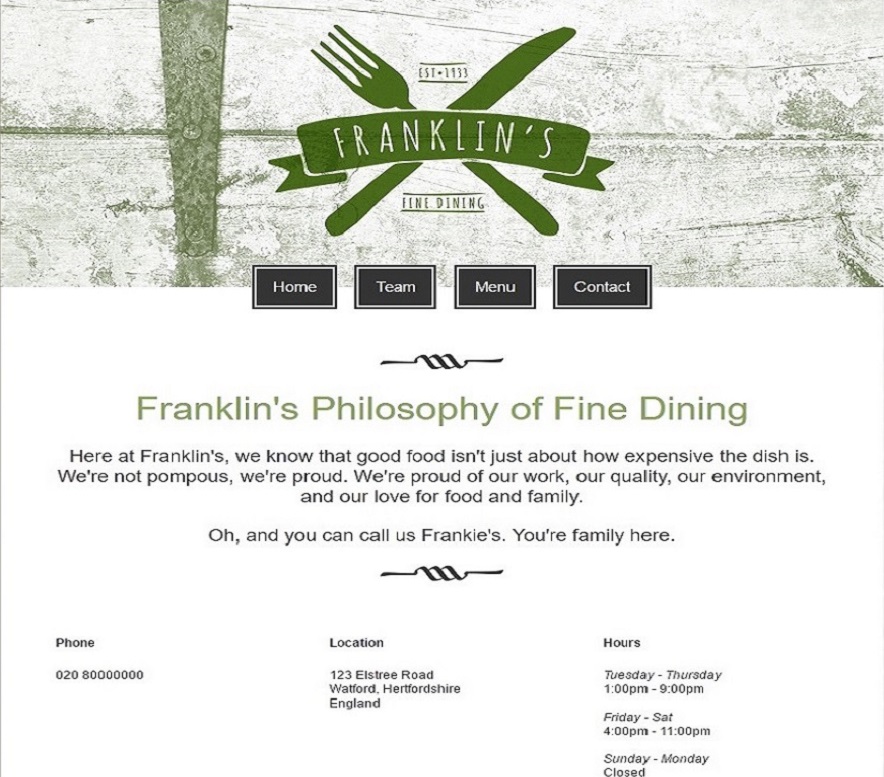 EST•1933
FRANKLIN'S
FINE DINING
Home Team Menu Contact
Franklin's Philosophy of Fine Dining
Here at Franklin's, we know that good food isn't just about how expensive the dish is.
We're not pompous, we're proud. We're proud of our work, our quality, our environment,
and our love for food and family.
Oh, and you can call us Frankie's. You're family here.
Phone
020 80000000
Location
123 Elstree Road
Watford, Hertfordshire
England
Hours
Tuesday - Thursday
1:00pm - 9:00pm
Friday - Sat
4:00pm - 11:00pm
Sunday - Monday
Closed